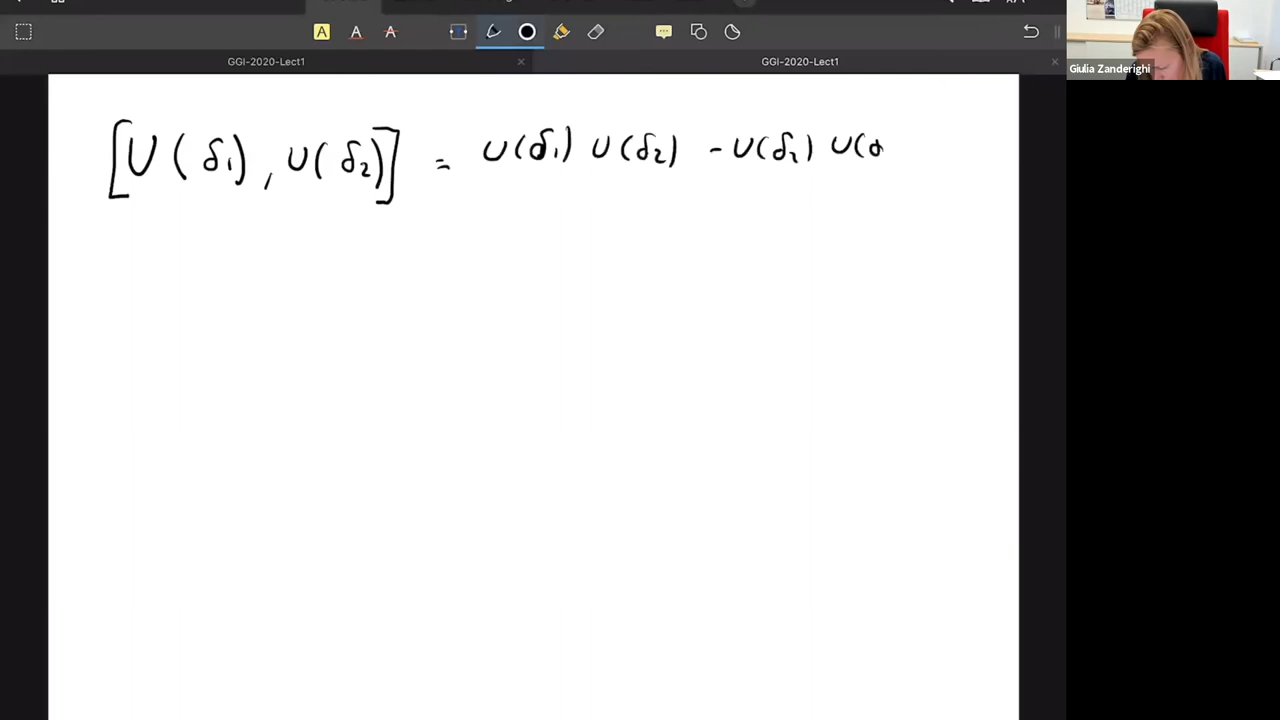 A A A
GGI-2020-Lect1 GGI-2020-Lect1
Giulia Zanderighi
[U(δ₁), U(δ₂)] = U(δ₁) U(δ₂) - U(δ₂) U(δ